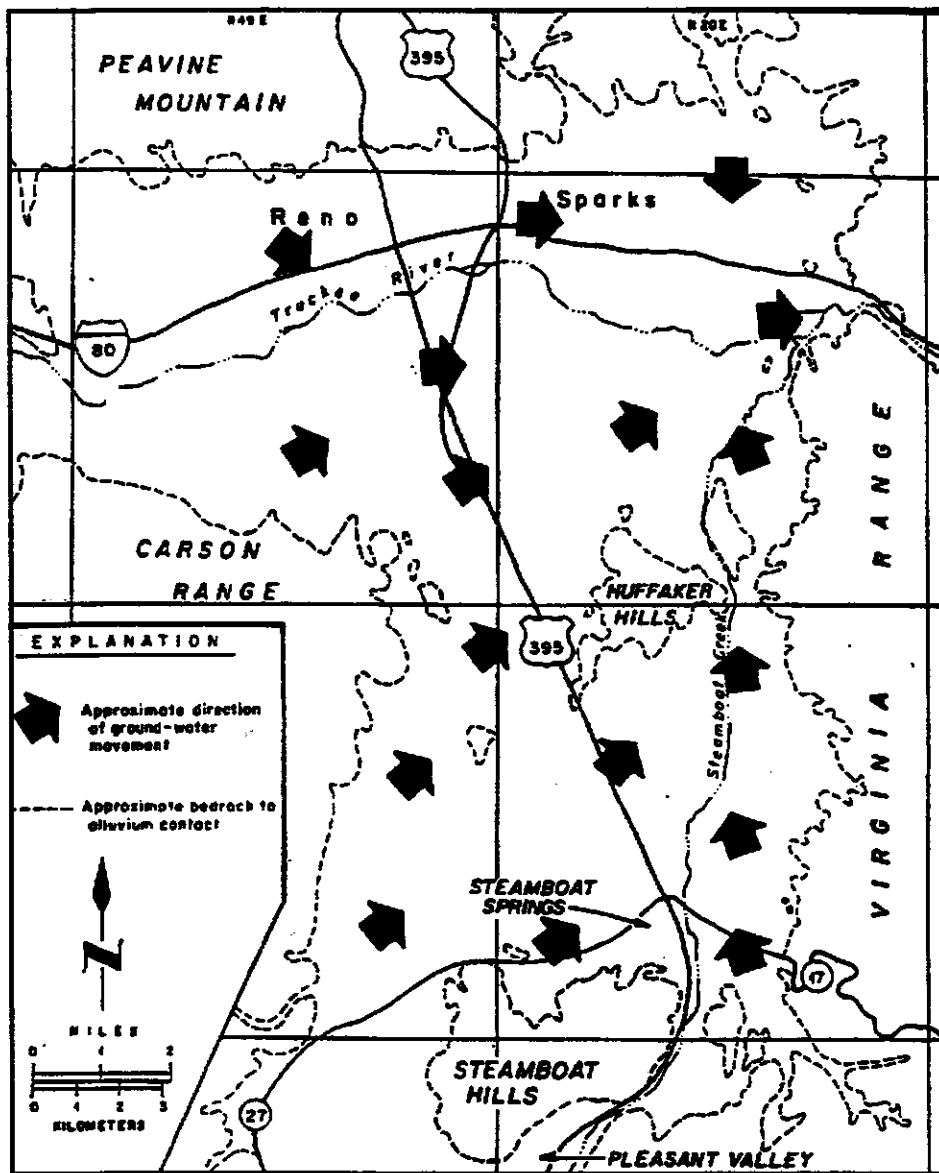 R49E
R20E
395
PEAVINE
MOUNTAIN
Reno
Sparks
Truckee River
80
CARSON
RANGE
HUFFAKER
HILLS
RANGE
VIRGINIA
395
Steamboat Creek
EXPLANATION
Approximate direction
of ground-water
movement
Approximate bedrock to
alluvium contact
N
MILES
0 1 2
0 1 2 3
KILOMETERS
STEAMBOAT
SPRINGS
17
STEAMBOAT
HILLS
27
PLEASANT VALLEY